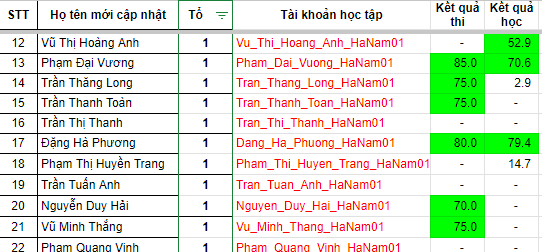 STT Họ tên mới cập nhật Tổ Tài khoản học tập Kết quả thi Kết quả học
12 Vũ Thị Hoàng Anh 1 Vu_Thi_Hoang_Anh_HaNam01 - 52.9
13 Phạm Đại Vương 1 Pham_Dai_Vuong_HaNam01 85.0 70.6
14 Trần Thăng Long 1 Tran_Thang_Long_HaNam01 75.0 2.9
15 Trần Thanh Toàn 1 Tran_Thanh_Toan_HaNam01 75.0 -
16 Trần Thị Thanh 1 Tran_Thi_Thanh_HaNam01 - -
17 Đặng Hà Phương 1 Dang_Ha_Phuong_HaNam01 80.0 79.4
18 Phạm Thị Huyền Trang 1 Pham_Thi_Huyen_Trang_HaNam01 - 14.7
19 Trần Tuấn Anh 1 Tran_Tuan_Anh_HaNam01 - -
20 Nguyễn Duy Hải 1 Nguyen_Duy_Hai_HaNam01 70.0 -
21 Vũ Minh Thắng 1 Vu_Minh_Thang_HaNam01 75.0 -
22 Phạm Quang Vinh 1 Pham_Quang_Vinh_HaNam01 - -